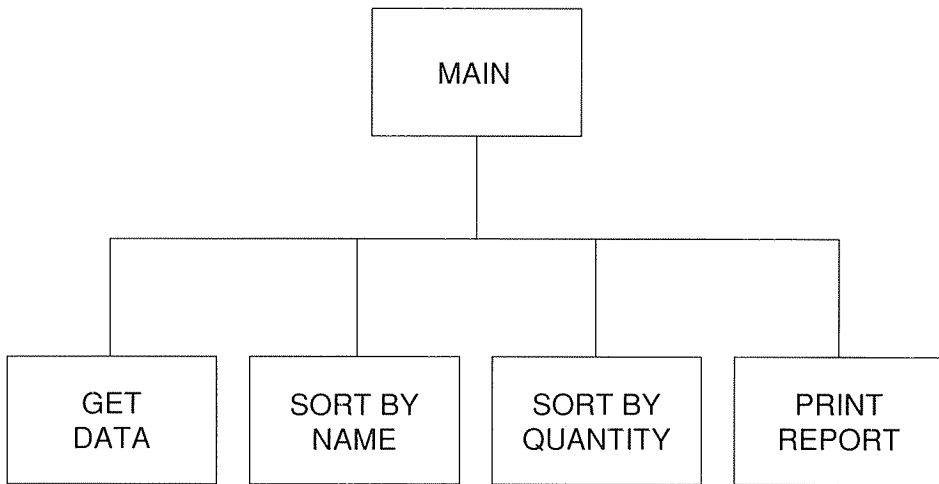 MAIN
GET
DATA
SORT BY
NAME
SORT BY
QUANTITY
PRINT
REPORT